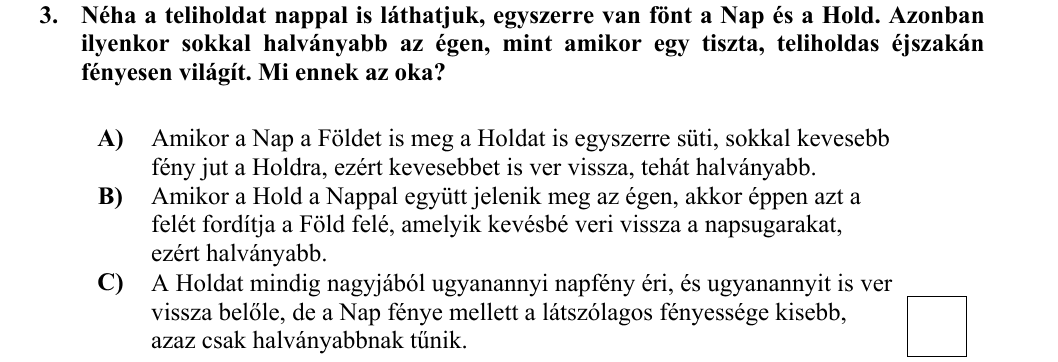 3. Néha a teliholdat nappal is láthatjuk, egyszerre van fönt a Nap és a Hold. Azonban
ilyenkor sokkal halványabb az égen, mint amikor egy tiszta, teliholdas éjszakán
fényesen világít. Mi ennek az oka?
A) Amikor a Nap a Földet is meg a Holdat is egyszerre süti, sokkal kevesebb
fény jut a Holdra, ezért kevesebbet is ver vissza, tehát halványabb.
B) Amikor a Hold a Nappal együtt jelenik meg az égen, akkor éppen azt a
felét fordítja a Föld felé, amelyik kevésbé veri vissza a napsugarakat,
ezért halványabb.
C) A Holdat mindig nagyjából ugyanannyi napfény éri, és ugyanannyit is ver
vissza belőle, de a Nap fénye mellett a látszólagos fényessége kisebb,
azaz csak halványabbnak tűnik.